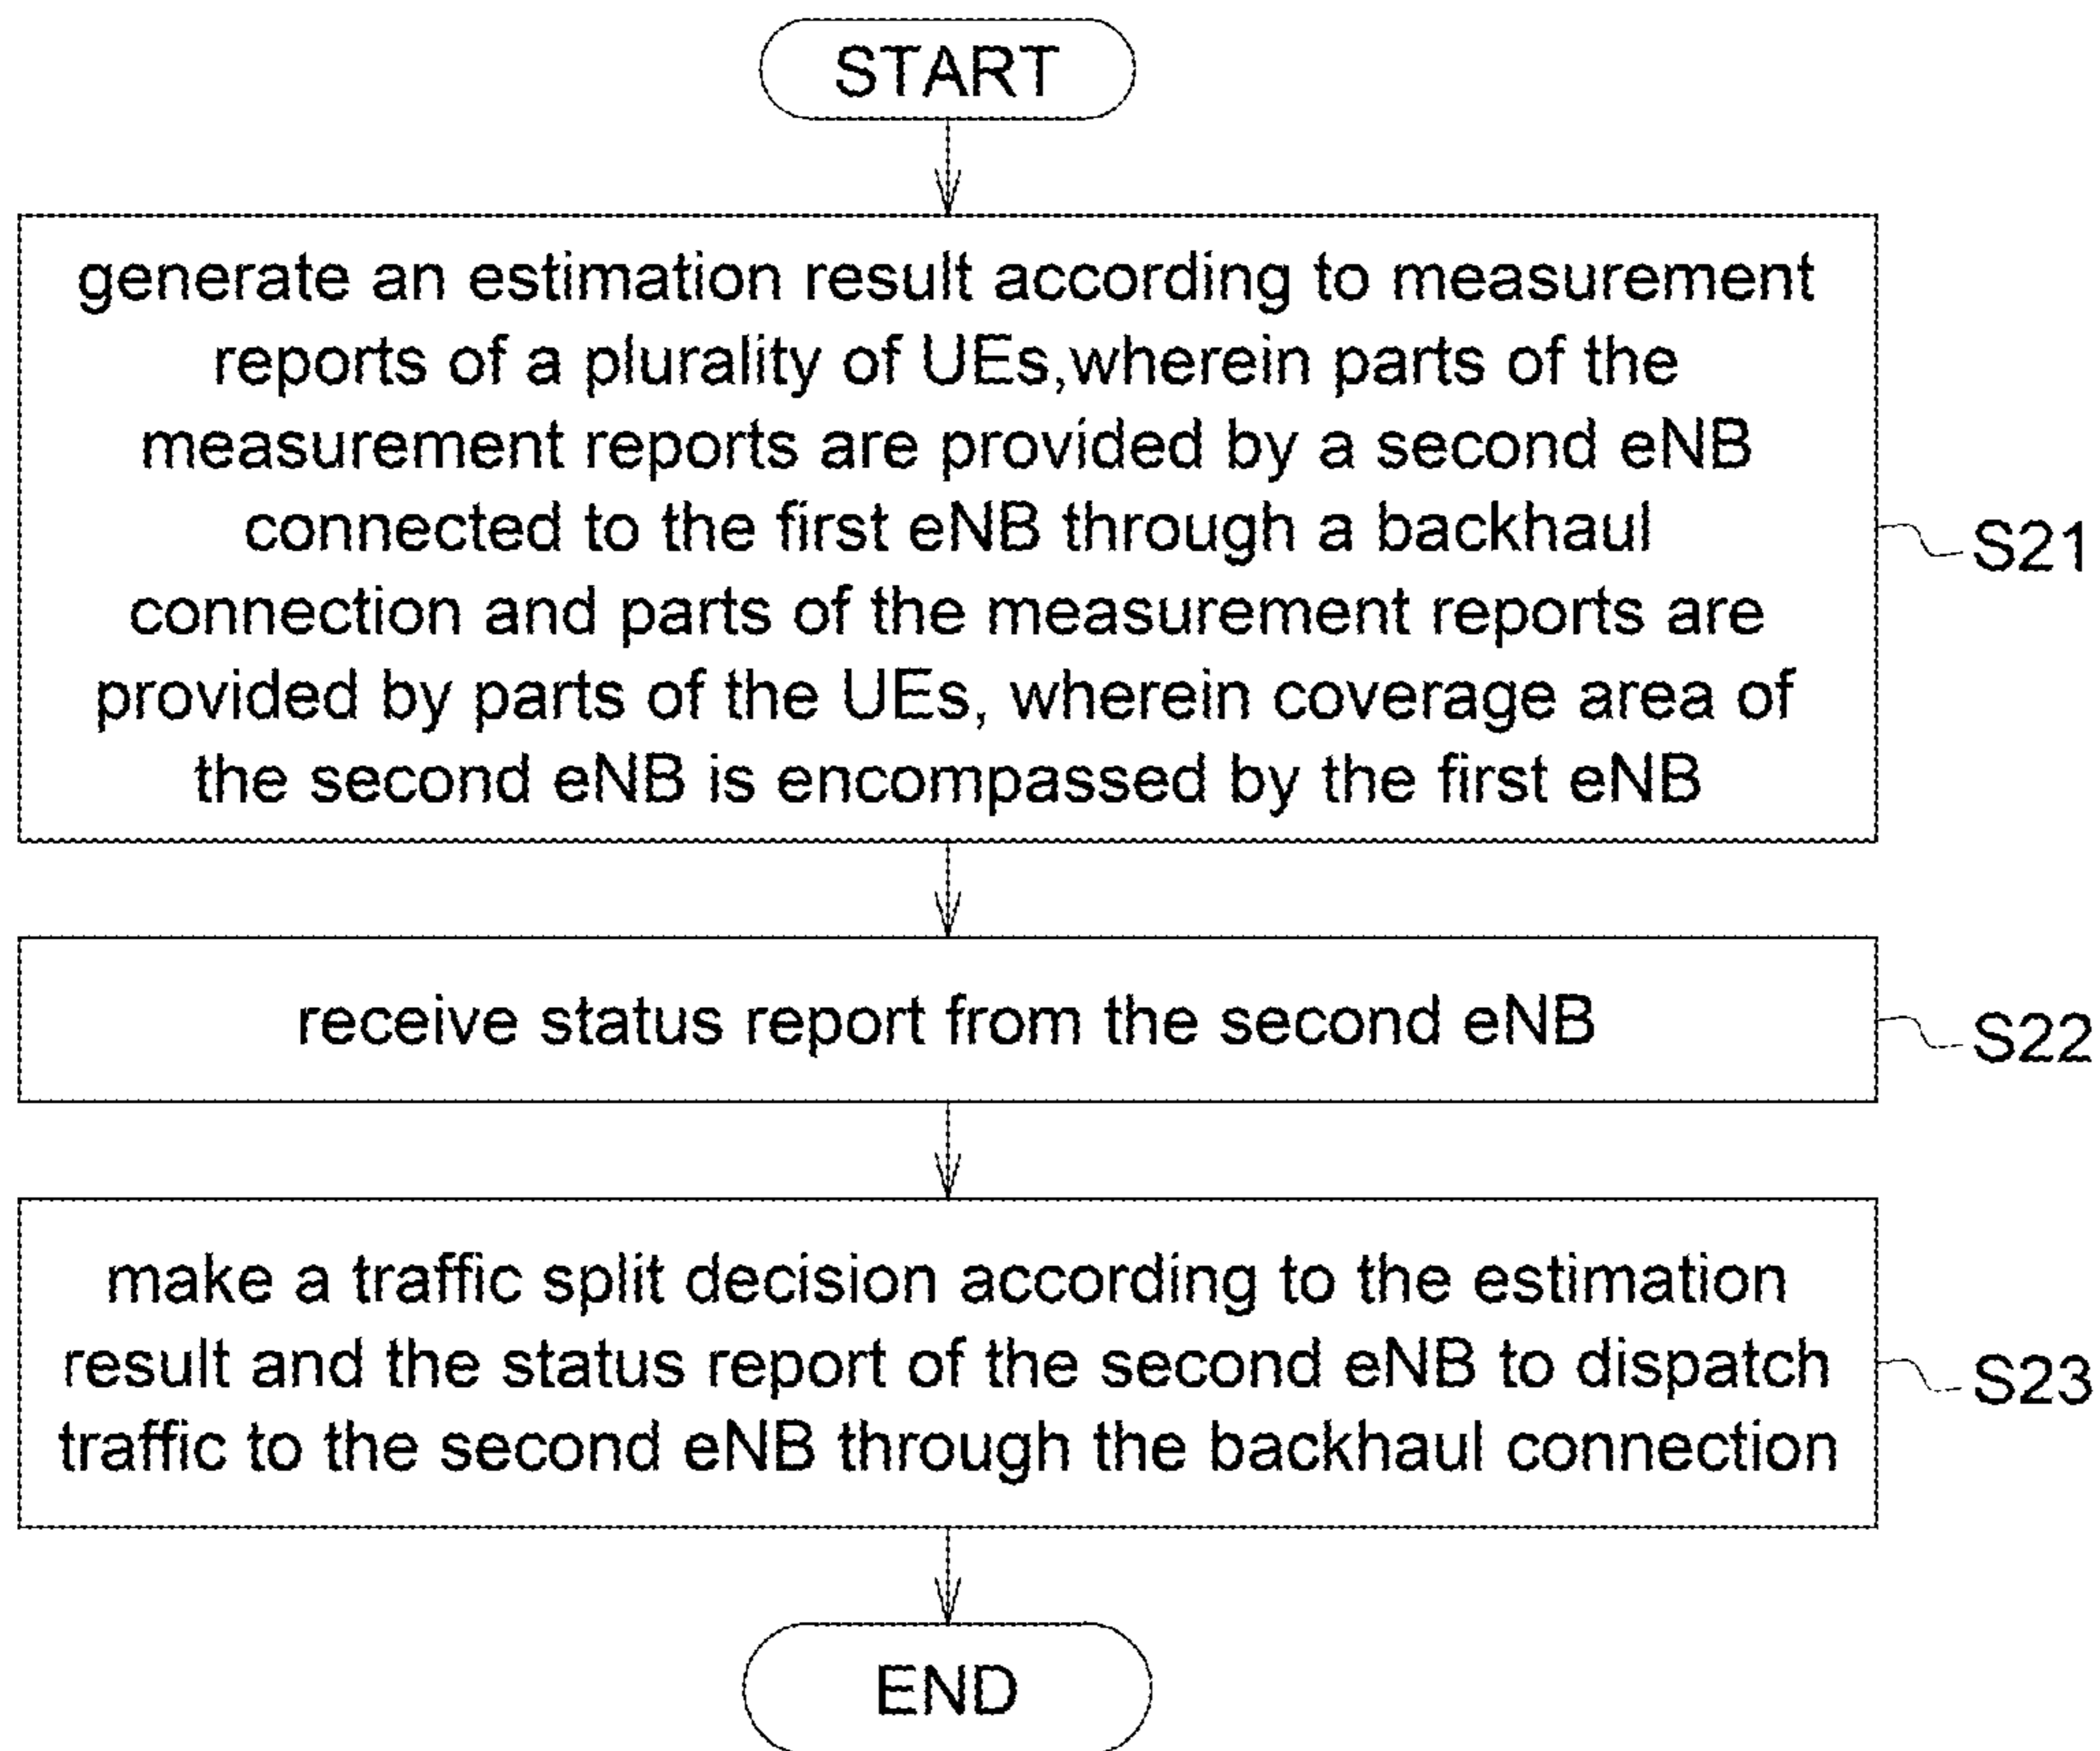 START
generate an estimation result according to measurement
reports of a plurality of UEs,wherein parts of the
measurement reports are provided by a second eNB
connected to the first eNB through a backhaul
connection and parts of the measurement reports are
provided by parts of the UEs, wherein coverage area of
the second eNB is encompassed by the first eNB
S21
receive status report from the second eNB
S22
make a traffic split decision according to the estimation
result and the status report of the second eNB to dispatch
traffic to the second eNB through the backhaul connection
S23
END